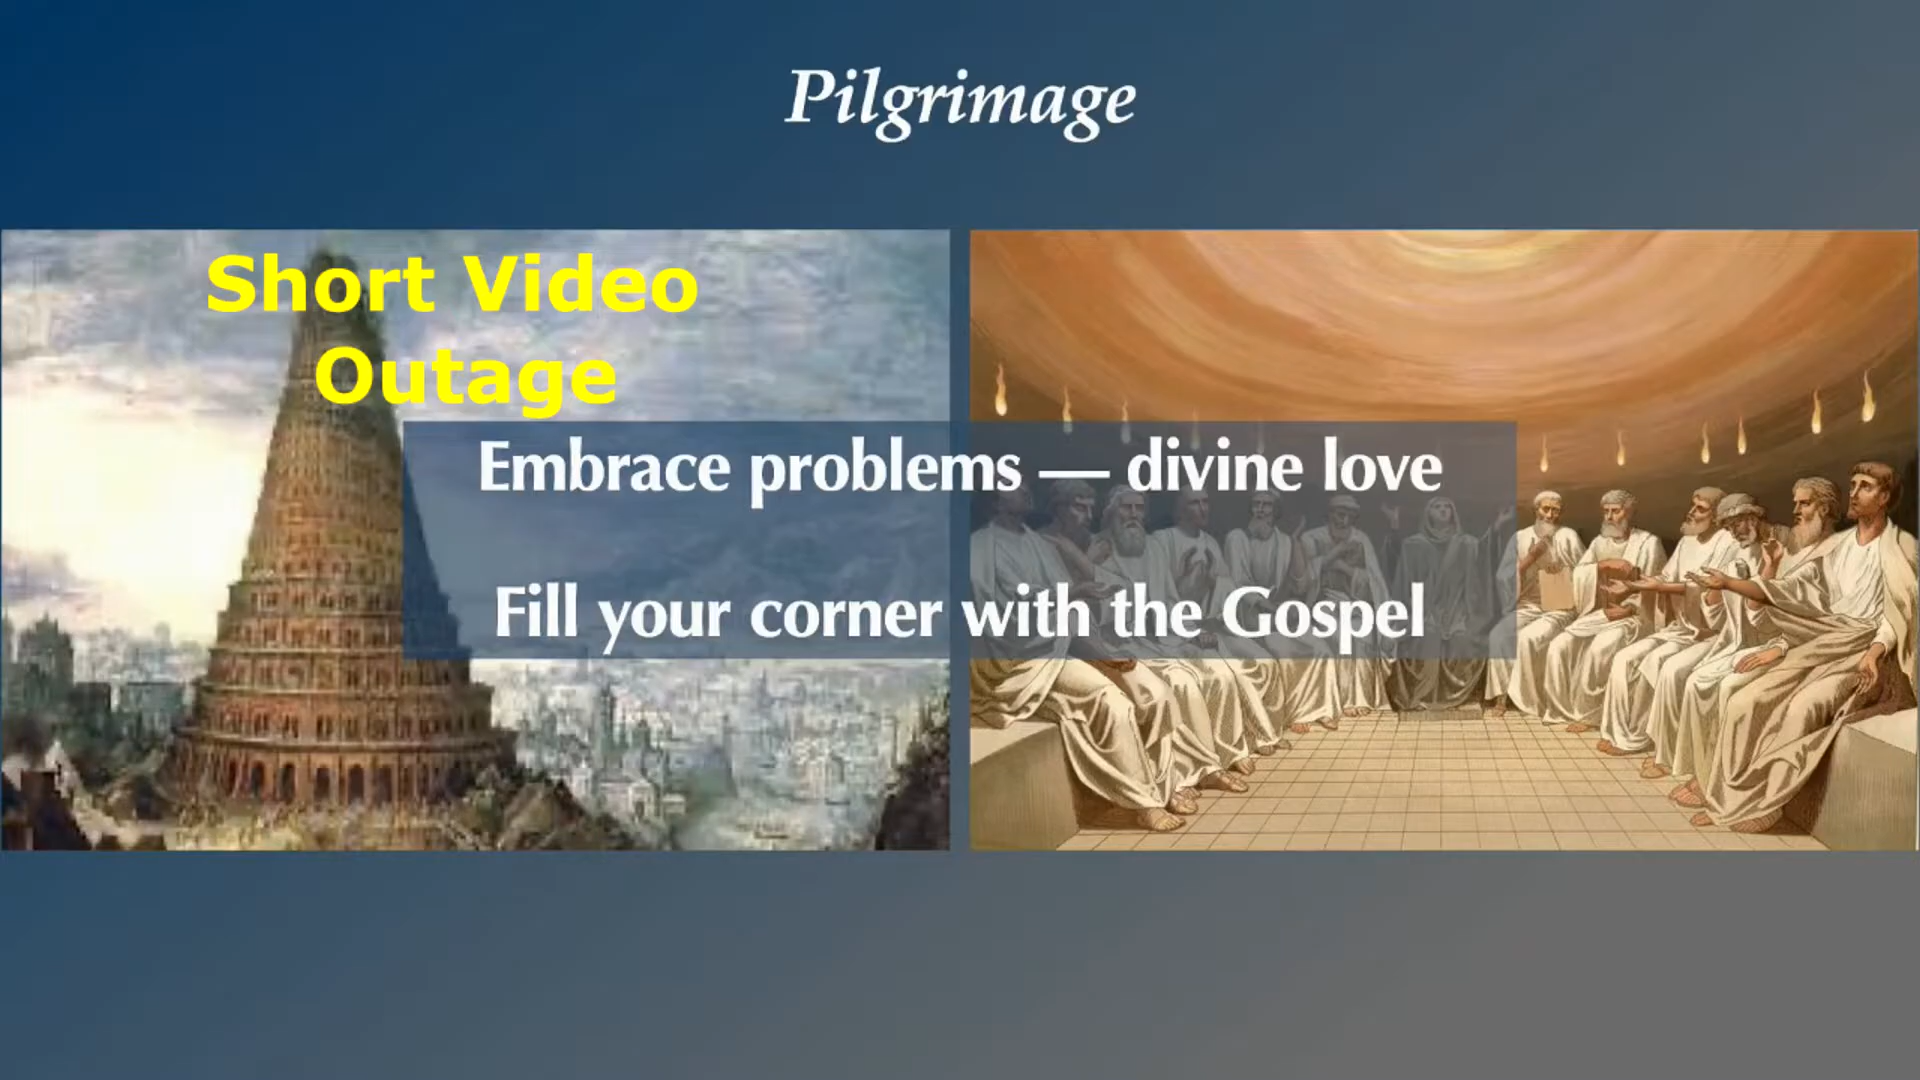 Pilgrimage
Short Video
Outage
Embrace problems — divine love
Fill your corner with the Gospel